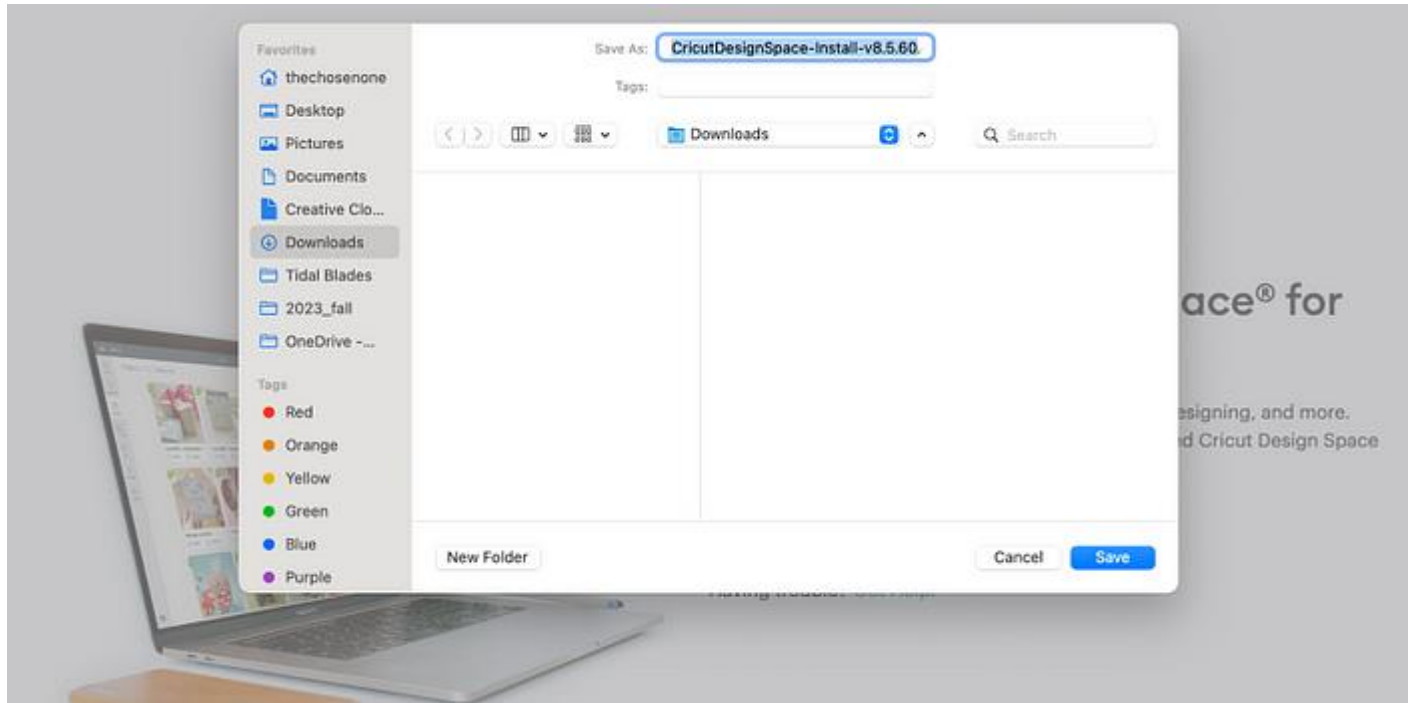 Favorites
thechosenone
Desktop
Pictures
Documents
Creative Clo...
Downloads
Tidal Blades
2023_fall
OneDrive -...
Tags
Red
Orange
Yellow
Green
Blue
Purple
Save As: CricutDesignSpace-Install-v8.5.60.
Tags:
Downloads
Search
New Folder
Cancel
Save
ace® for
esigning, and more.
d Cricut Design Space